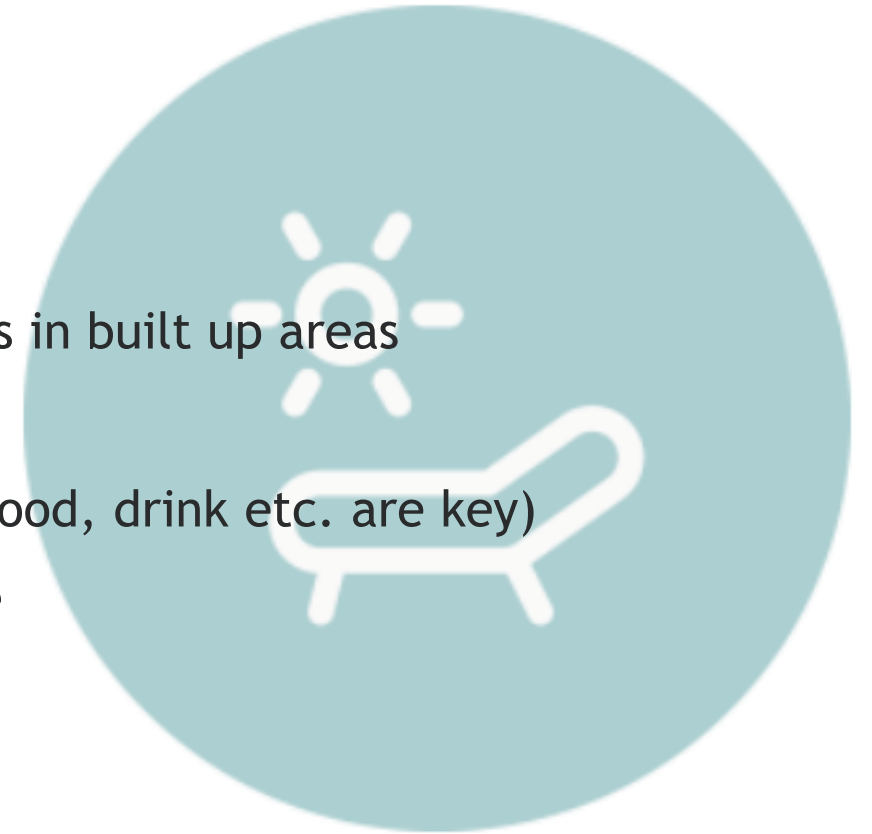 s in built up areas
ood, drink etc. are key)